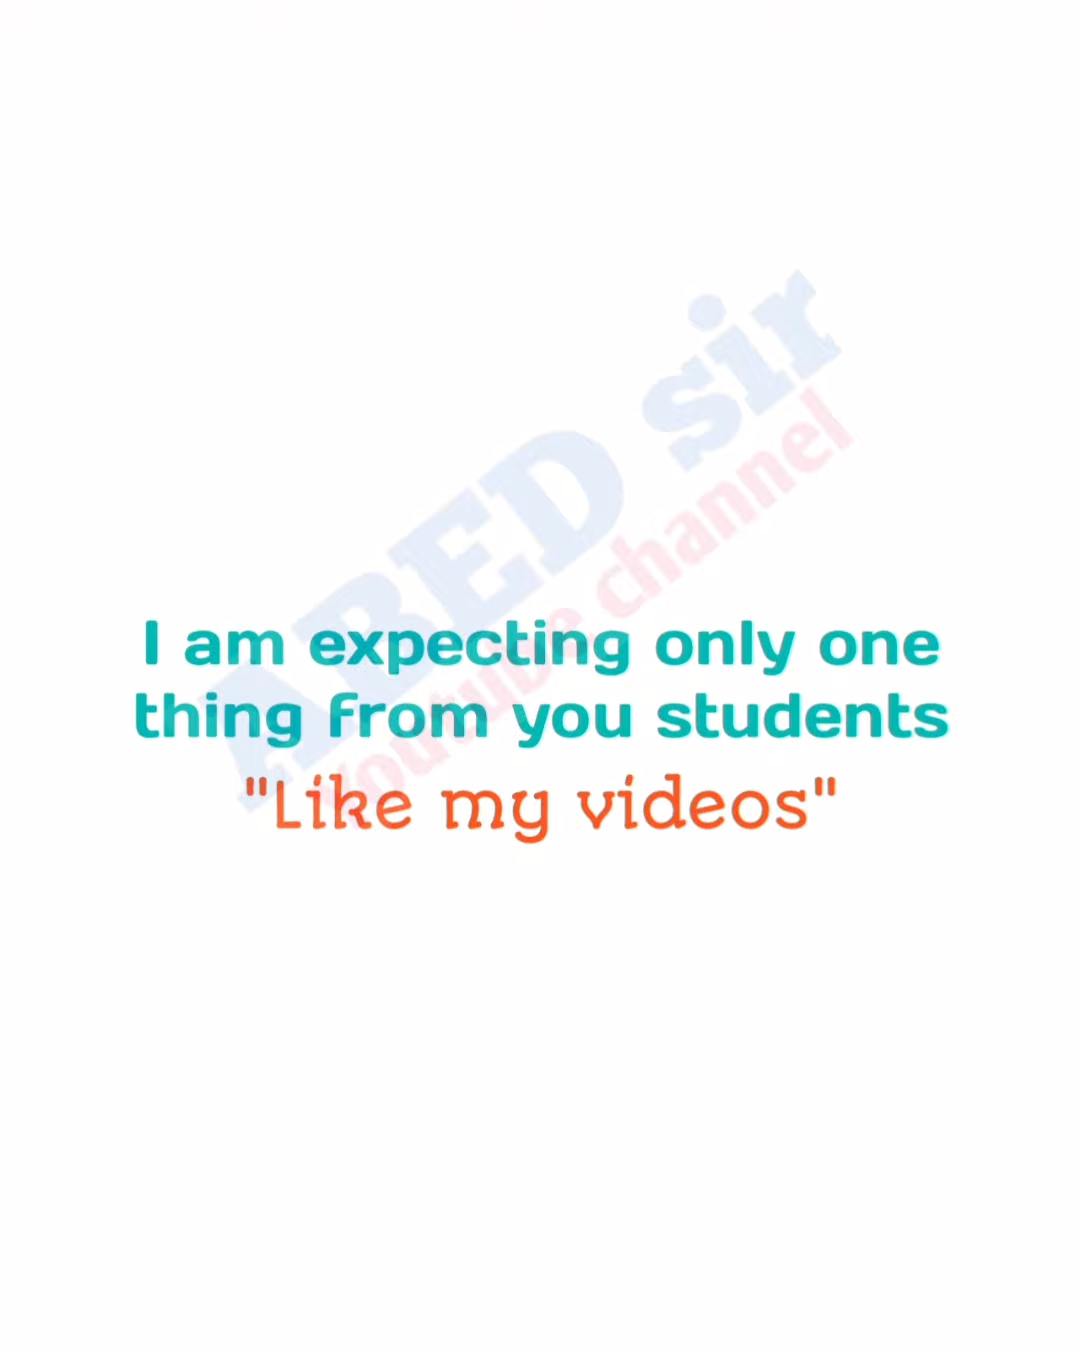 ABED sir
Youtube channel
I am expecting only one
thing from you students
"Like my videos"